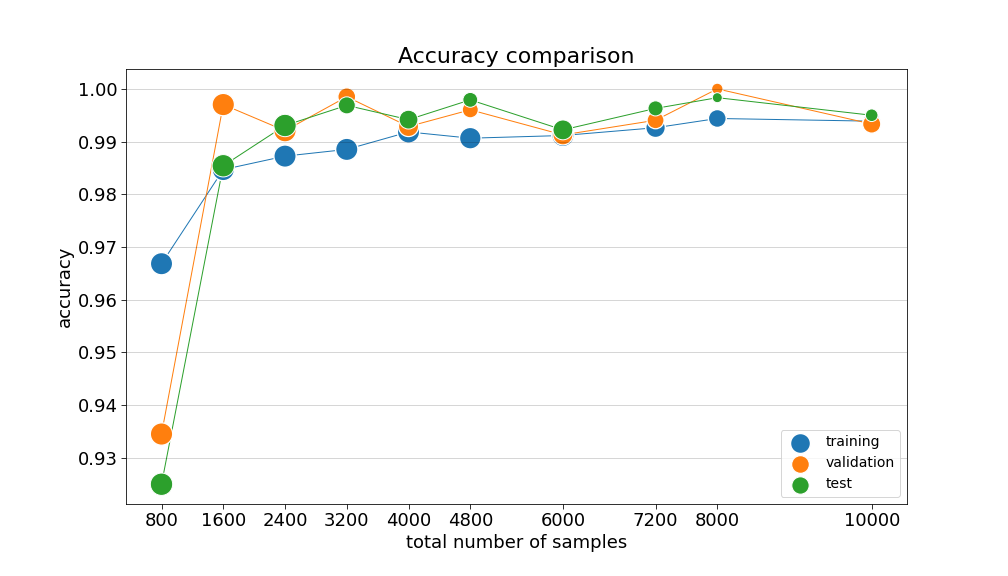 Accuracy comparison
1.00
0.99
0.98
0.97
0.96
0.95
0.94
0.93
accuracy
training
validation
test
800 1600 2400 3200 4000 4800 6000 7200 8000 10000
total number of samples